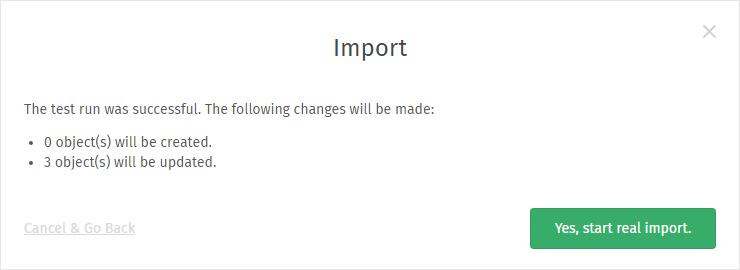 Import
The test run was successful. The following changes will be made:
0 object(s) will be created.
3 object(s) will be updated.
Cancel & Go Back
Yes, start real import.